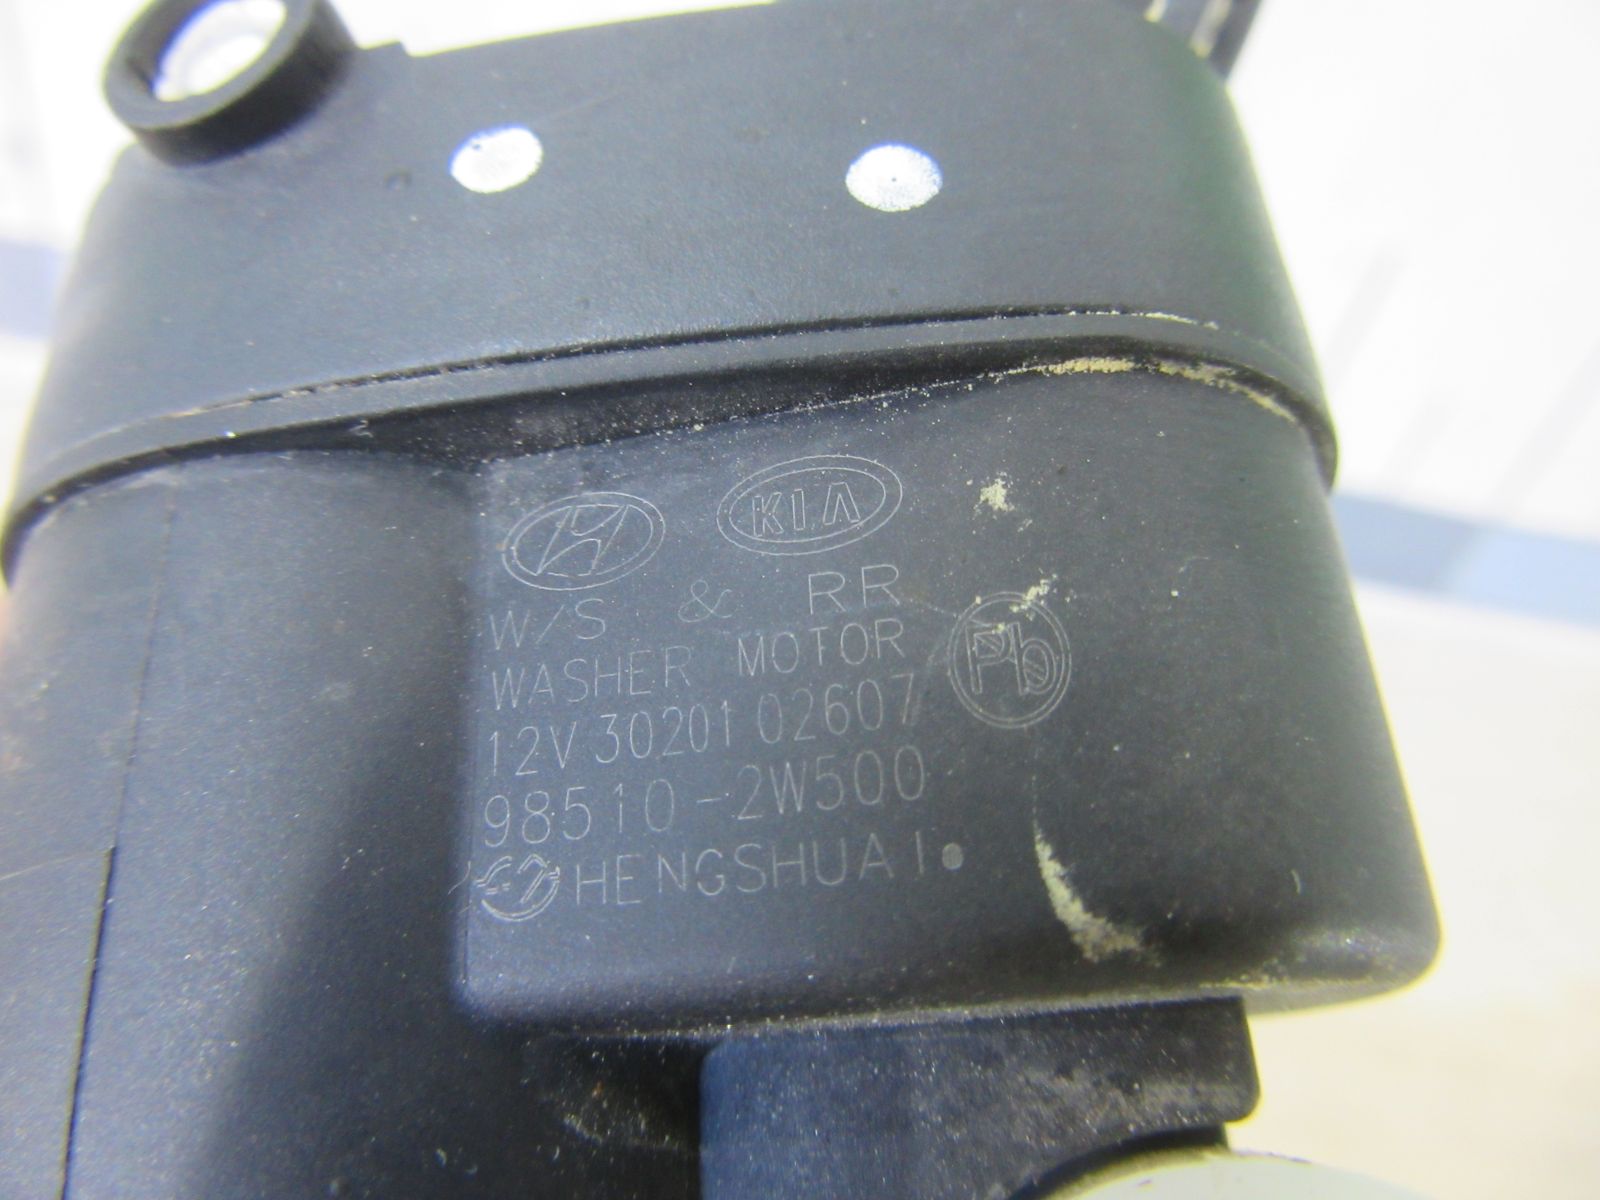 KIA
W/S & RR
WASHER MOTOR
12V 30201 02607
98510-2W500
HENGSHUAI
Pb